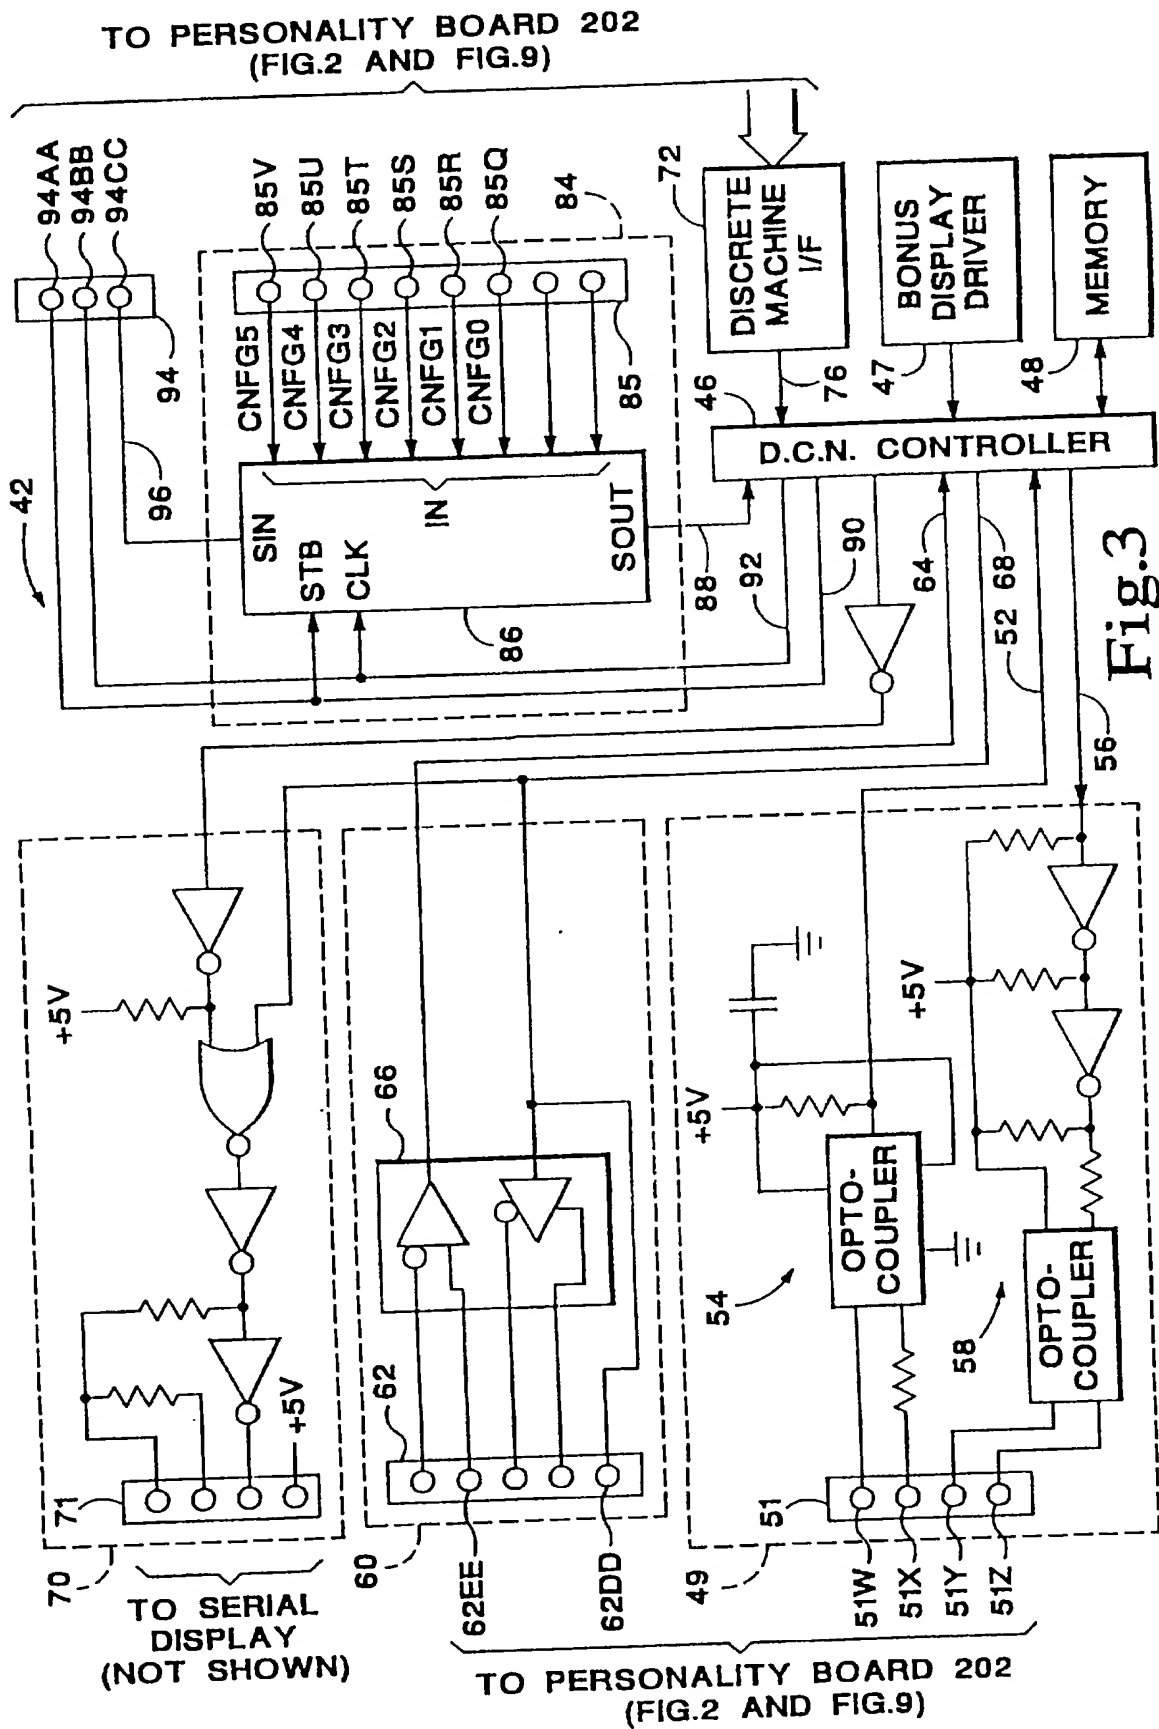 TO PERSONALITY BOARD 202
(FIG.2 AND FIG.9)
94AA
94BB
94CC
94
42
96
85V
85U
85T
85S
85R
85Q
84
CNFG5
CNFG4
CNFG3
CNFG2
CNFG1
CNFG0
85
SIN
STB
CLK
IN
SOUT
86
88
72
DISCRETE
MACHINE
I/F
76
46
BONUS
DISPLAY
DRIVER
47
MEMORY
48
D.C.N. CONTROLLER
92
90
64
68
52
56
Fig.3
+5V
71
+5V
70
TO SERIAL
DISPLAY
(NOT SHOWN)
66
62
60
62EE
62DD
+5V
+5V
OPTO-
COUPLER
54
OPTO-
COUPLER
58
51
49
51W
51X
51Y
51Z
TO PERSONALITY BOARD 202
(FIG.2 AND FIG.9)